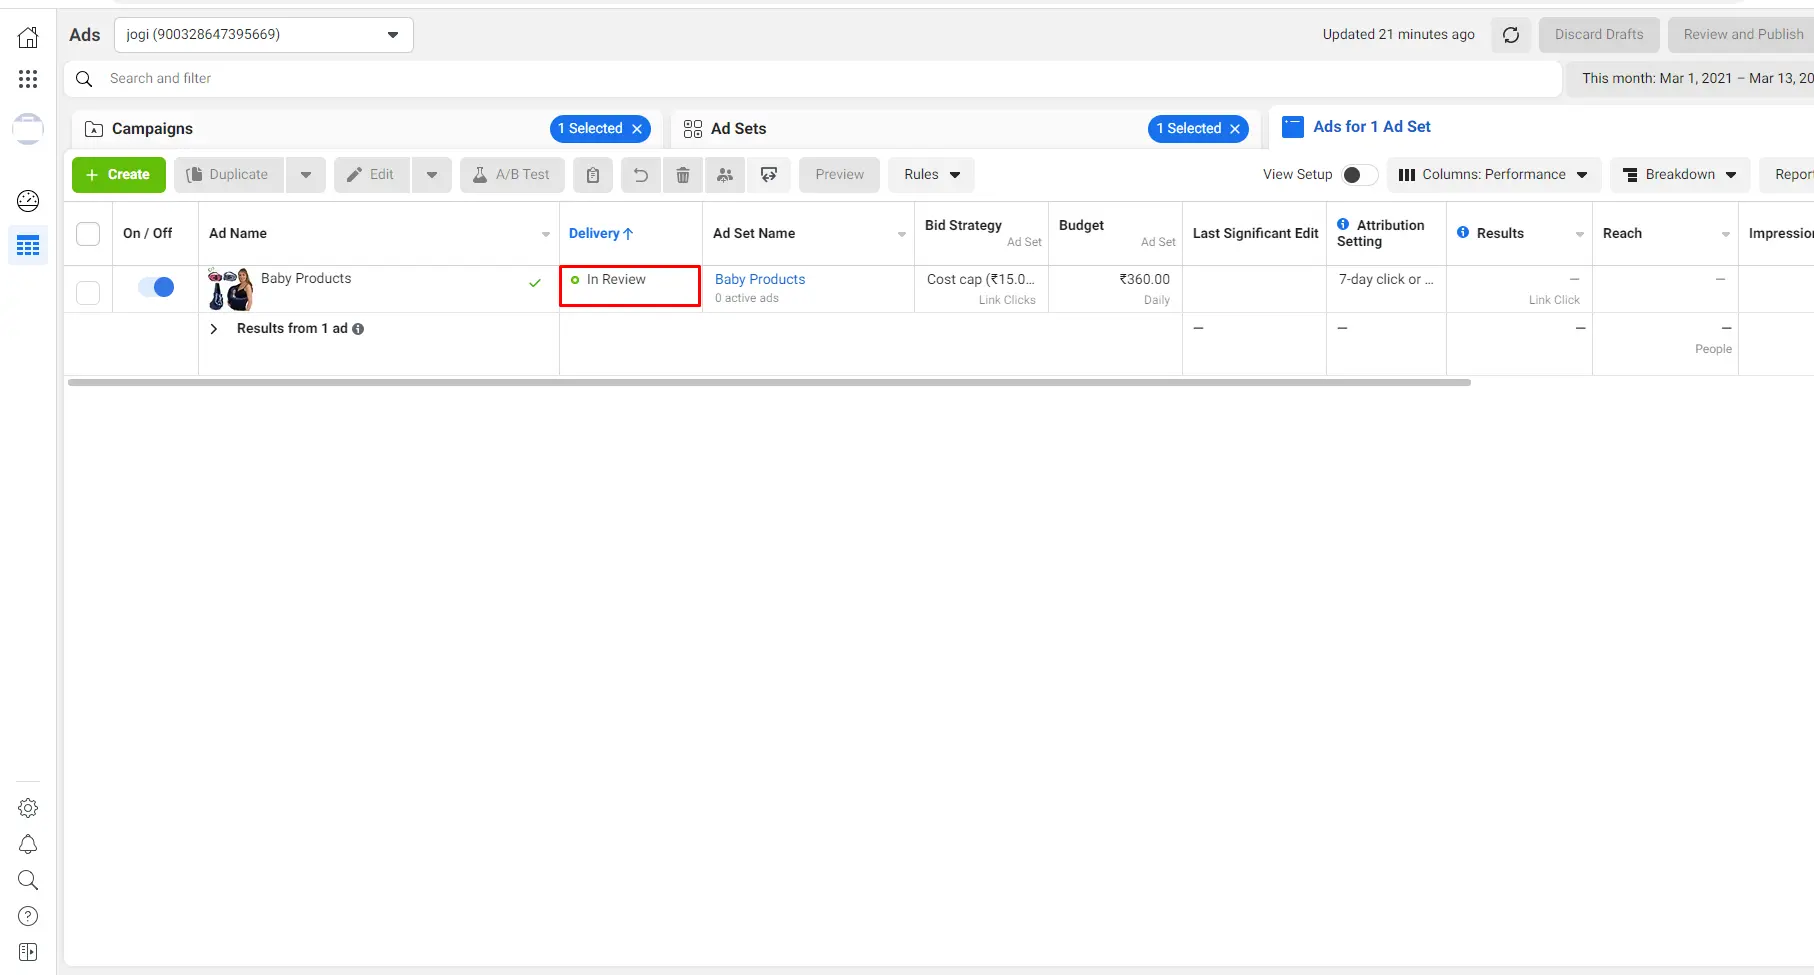 Ads
jogi (900328647395669)
Updated 21 minutes ago
Discard Drafts
Review and Publish
Search and filter
This month: Mar 1, 2021 – Mar 13, 20
Campaigns
1 Selected
Ad Sets
1 Selected
Ads for 1 Ad Set
+ Create
Duplicate
Edit
A/B Test
Preview
Rules
View Setup
Columns: Performance
Breakdown
Report
On / Off
Ad Name
Delivery ↑
Ad Set Name
Bid Strategy
Ad Set
Budget
Ad Set
Last Significant Edit
Attribution
Setting
Results
Reach
Impression
Baby Products
In Review
Baby Products
0 active ads
Cost cap (₹15.0...
Link Clicks
₹360.00
Daily
7-day click or ...
—
Link Click
—
Results from 1 ad
—
—
—
—
People